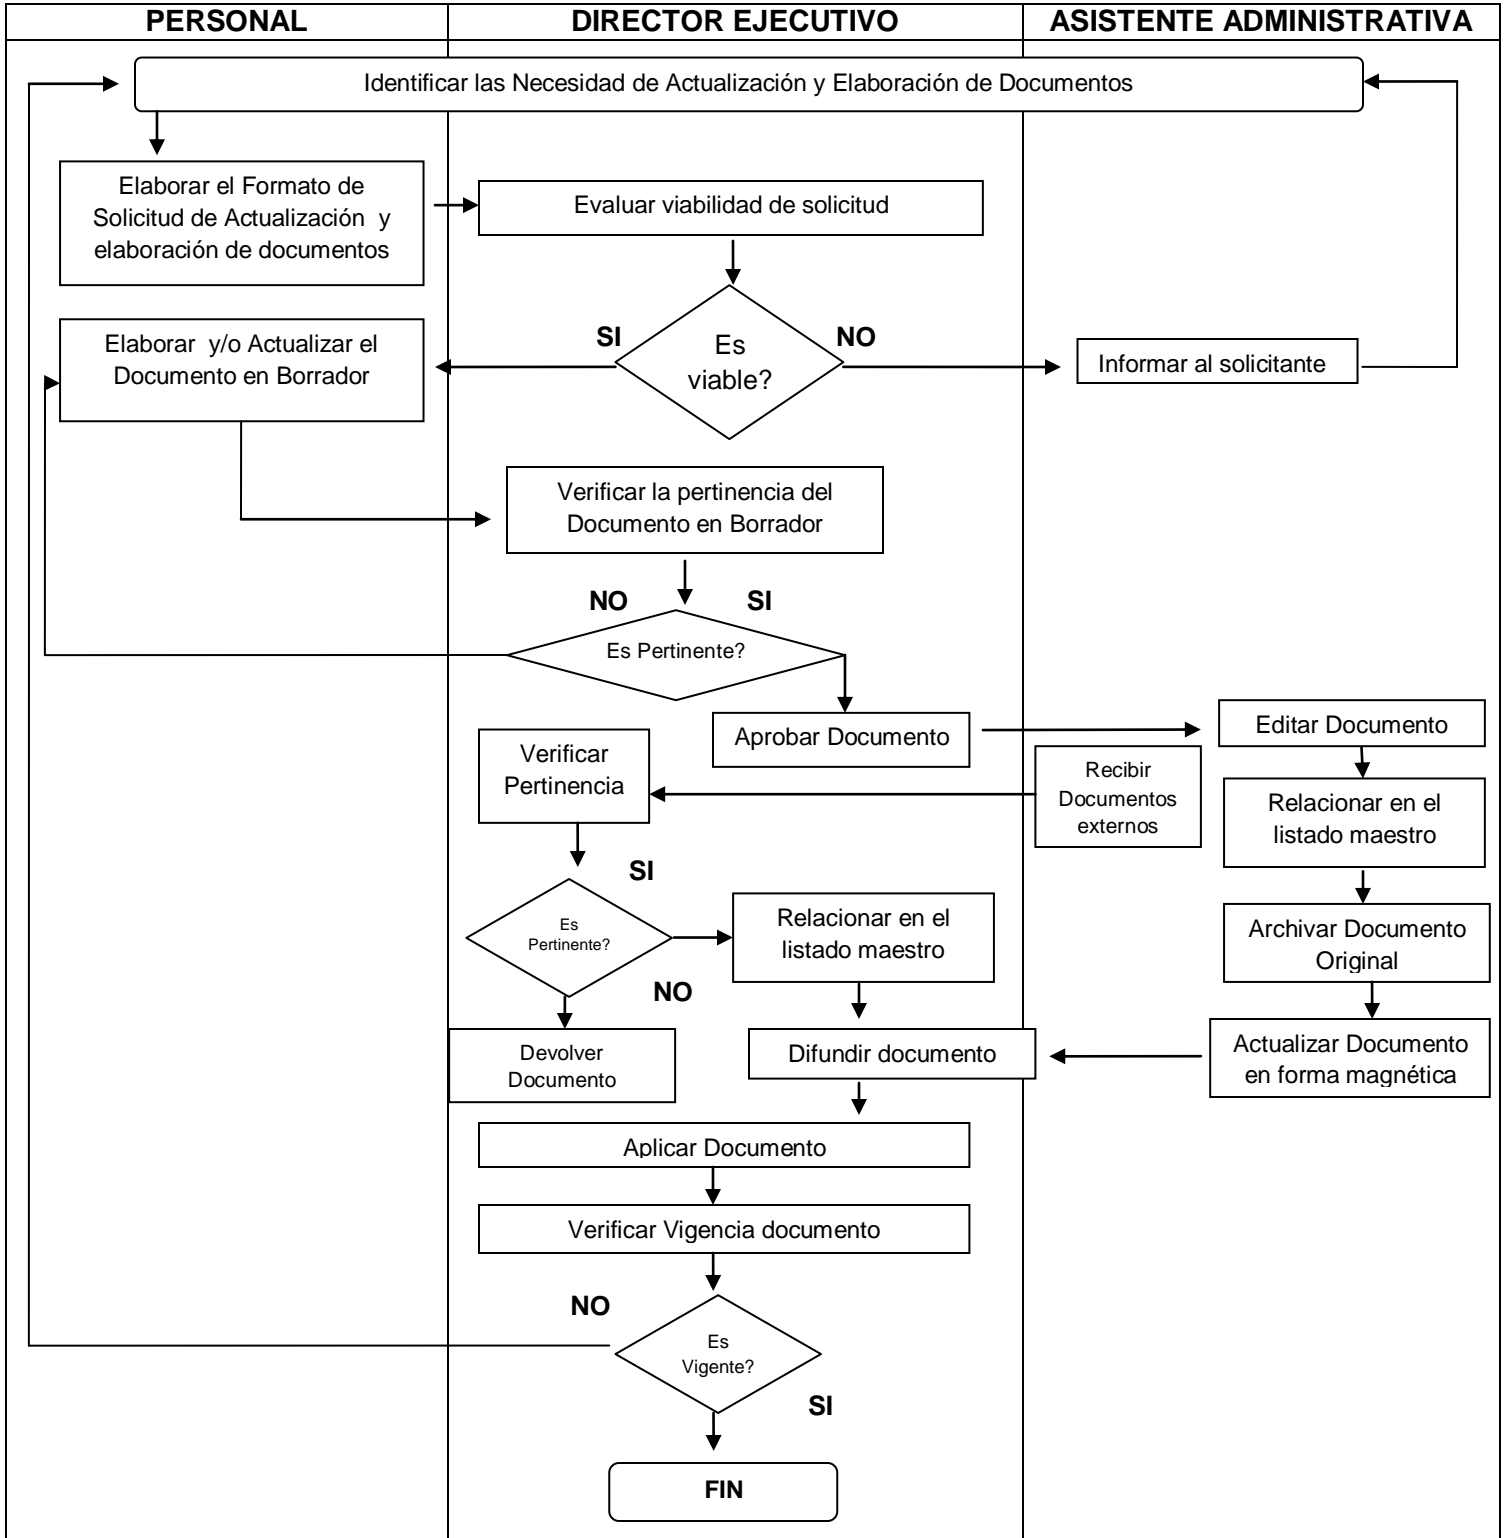 PERSONAL
DIRECTOR EJECUTIVO
ASISTENTE ADMINISTRATIVA
Identificar las Necesidad de Actualización y Elaboración de Documentos
Elaborar el Formato de
Solicitud de Actualización y
elaboración de documentos
Evaluar viabilidad de solicitud
Elaborar y/o Actualizar el
Documento en Borrador
SI
Es
viable?
NO
Informar al solicitante
Verificar la pertinencia del
Documento en Borrador
NO
SI
Es Pertinente?
Aprobar Documento
Editar Documento
Verificar
Pertinencia
Recibir
Documentos
externos
Relacionar en el
listado maestro
SI
Es
Pertinente?
NO
Relacionar en el
listado maestro
Archivar Documento
Original
Devolver
Documento
Difundir documento
Actualizar Documento
en forma magnética
Aplicar Documento
Verificar Vigencia documento
NO
Es
Vigente?
SI
FIN